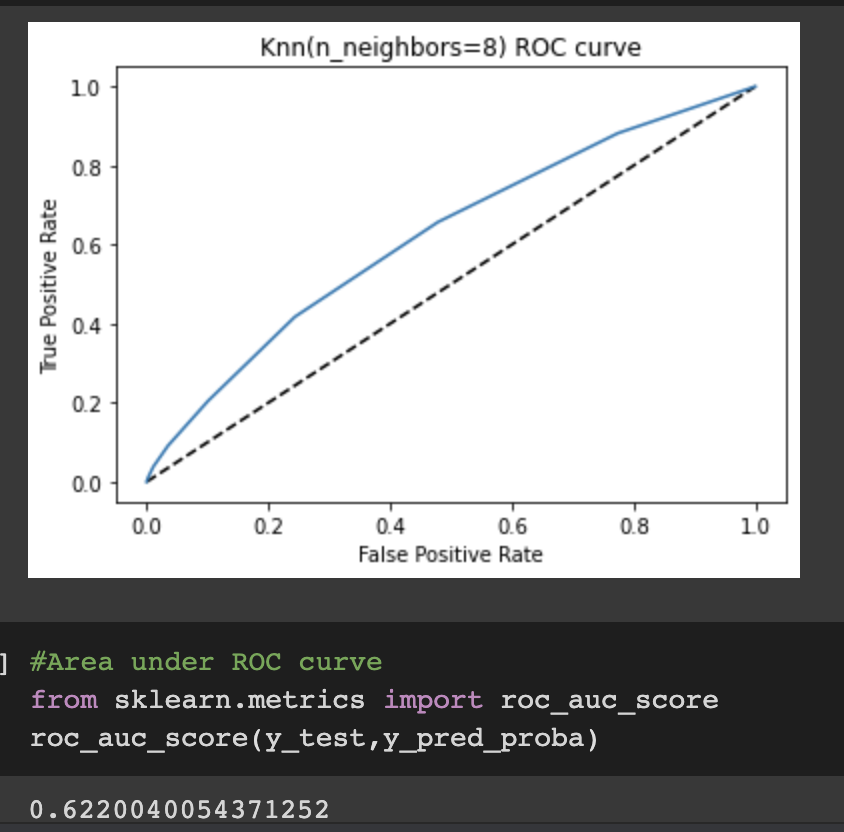 Knn(n_neighbors=8) ROC curve
1.0
0.8
0.6
0.4
0.2
0.0
True Positive Rate
0.0 0.2 0.4 0.6 0.8 1.0
False Positive Rate
] #Area under ROC curve
from sklearn.metrics import roc_auc_score
roc_auc_score(y_test,y_pred_proba)
0.6220040054371252